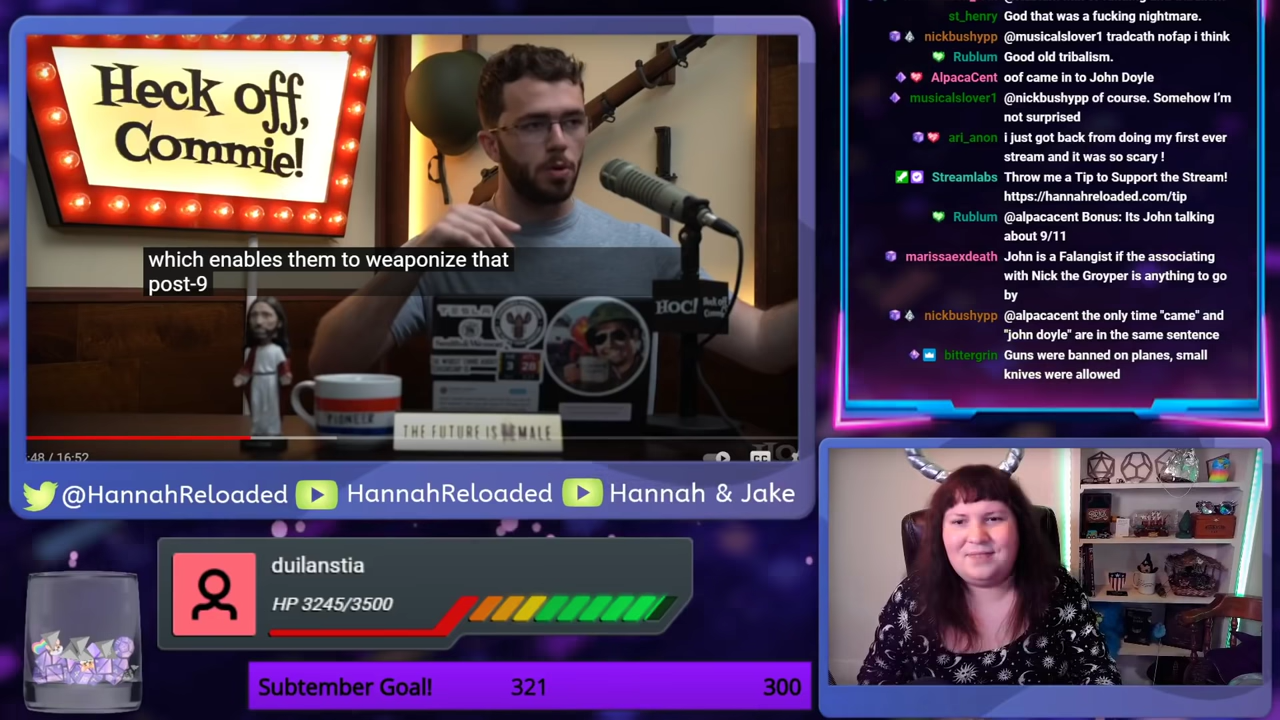 Heck off,
Commie!
which enables them to weaponize that
post-9
HOC!
Heck off,
Commie!
TESLA
PIONEER
THE FUTURE IS MALE
:48 / 16:52
CC
@HannahReloaded
HannahReloaded
Hannah & Jake
duilanstia
HP 3245/3500
Subtember Goal! 321 300
st_henry God that was a fucking nightmare.
nickbushypp @musicalslover1 tradcath nofap i think
Rublum Good old tribalism.
AlpacaCent oof came in to John Doyle
musicalslover1 @nickbushypp of course. Somehow I'm
not surprised
ari_anon i just got back from doing my first ever
stream and it was so scary !
Streamlabs Throw me a Tip to Support the Stream!
https://hannahreloaded.com/tip
Rublum @alpacacent Bonus: Its John talking
about 9/11
marissaexdeath John is a Falangist if the associating
with Nick the Groyper is anything to go
by
nickbushypp @alpacacent the only time "came" and
"john doyle" are in the same sentence
bittergrin Guns were banned on planes, small
knives were allowed